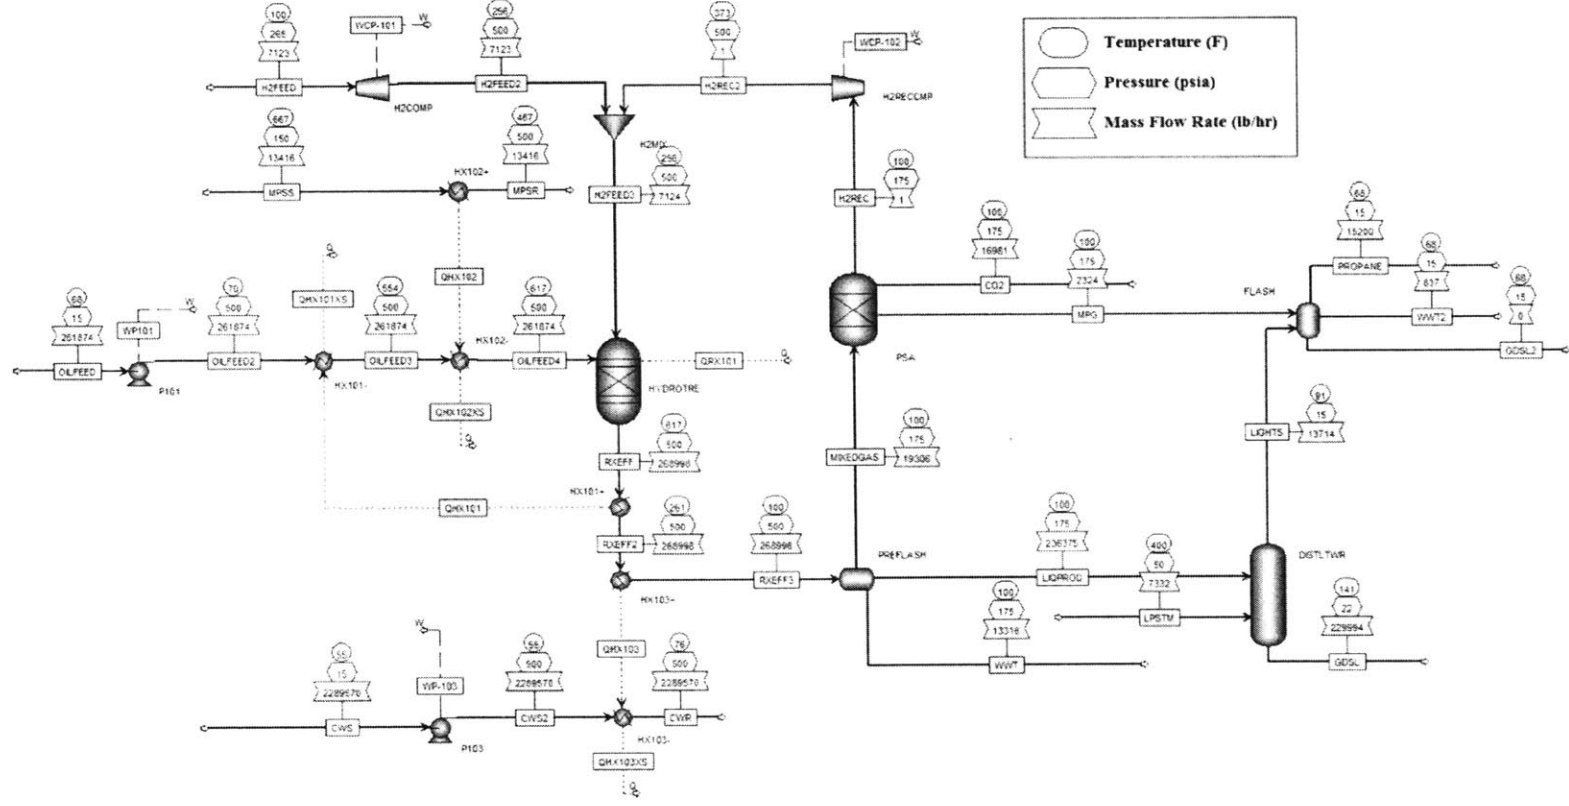 Temperature (F)
Pressure (psia)
Mass Flow Rate (lb/hr)
100
265
7123
H2FEED
WCP-101
W
H2COMP
256
500
7123
H2FEED2
373
500
1
H2REC2
WCP-102
W
H2RECCMP
H2MIX
256
500
7124
H2FEED3
667
150
13416
MPSS
HX102+
467
500
13416
MPSR
100
175
1
H2REC
Q
QHX101XS
QHX102
68
15
261874
OILFEED
WP101
W
P101
70
500
261874
OILFEED2
HX101-
554
500
261874
OILFEED3
HX102-
617
500
261874
OILFEED4
QHX102XS
Q
HYDROTRE
QRX101
Q
617
500
268998
RXEFF
HX101+
QHX101
261
500
268998
RXEFF2
HX103+
100
500
268998
RXEFF3
PREFLASH
100
175
19306
MIXEDGAS
PSA
100
175
16981
CO2
100
175
2324
MPG
FLASH
68
15
15200
PROPANE
68
15
837
WWT2
68
15
0
GDSL2
91
15
13714
LIGHTS
100
175
236375
LIQPROD
400
50
7332
LPSTM
DISTLTWR
141
22
229994
GDSL
100
175
13316
WWT
55
15
2289570
CWS
W
WP-103
P103
55
500
2289570
CWS2
QHX103
HX103-
76
500
2289570
CWR
QHX103XS
Q